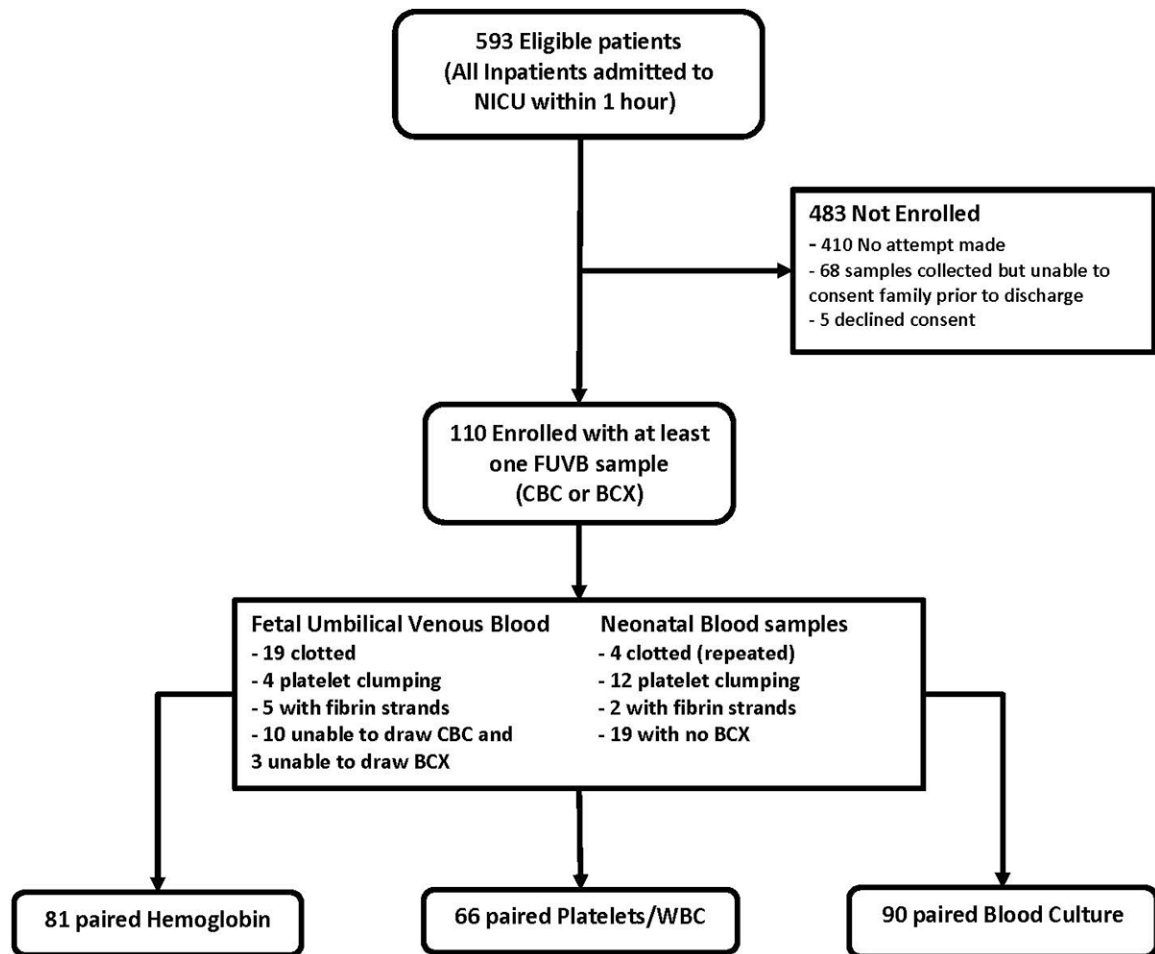 593 Eligible patients
(All Inpatients admitted to
NICU within 1 hour)
483 Not Enrolled
- 410 No attempt made
- 68 samples collected but unable to
consent family prior to discharge
- 5 declined consent
110 Enrolled with at least
one FUVB sample
(CBC or BCX)
Fetal Umbilical Venous Blood
- 19 clotted
- 4 platelet clumping
- 5 with fibrin strands
- 10 unable to draw CBC and
3 unable to draw BCX
Neonatal Blood samples
- 4 clotted (repeated)
- 12 platelet clumping
- 2 with fibrin strands
- 19 with no BCX
81 paired Hemoglobin
66 paired Platelets/WBC
90 paired Blood Culture